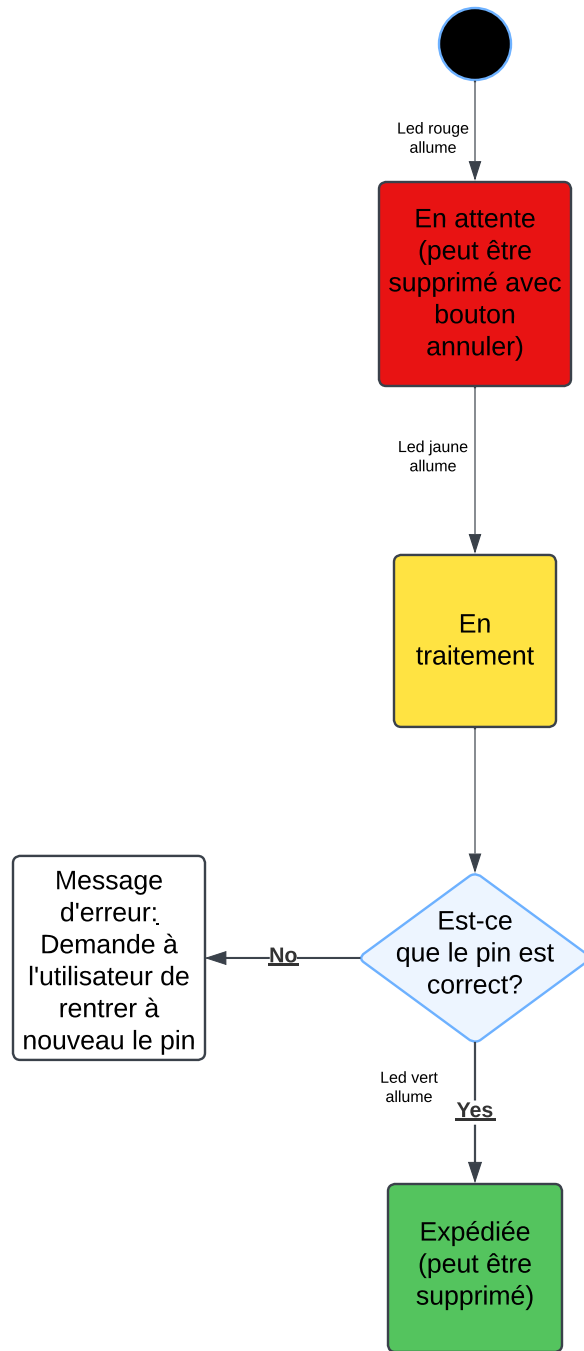 Led rouge
allume
En attente
(peut être
supprimé avec
bouton
annuler)
Led jaune
allume
En
traitement
Est-ce
que le pin est
correct?
No
Message
d'erreur:
Demande à
l'utilisateur de
rentrer à
nouveau le pin
Led vert
allume
Yes
Expédiée
(peut être
supprimé)